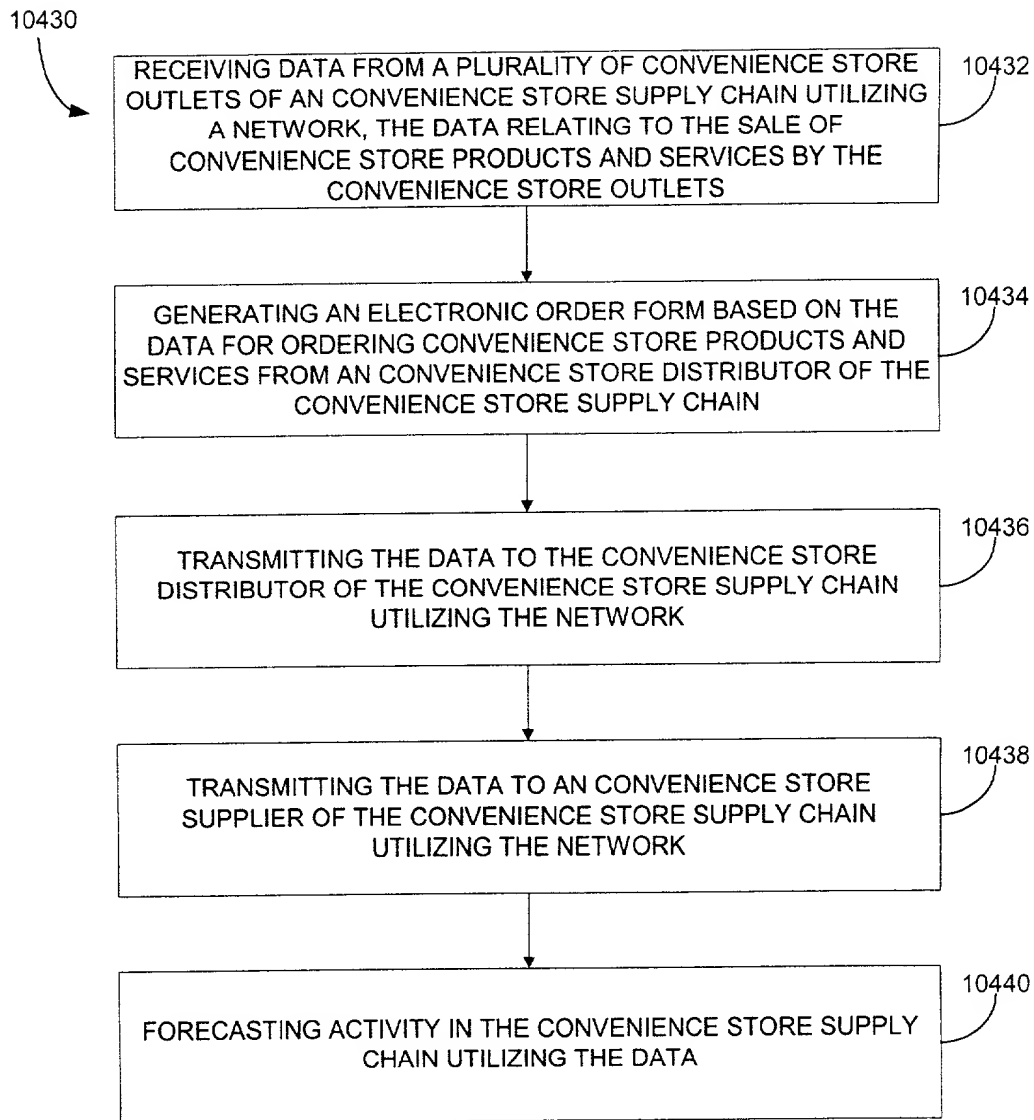 10430
RECEIVING DATA FROM A PLURALITY OF CONVENIENCE STORE
OUTLETS OF AN CONVENIENCE STORE SUPPLY CHAIN UTILIZING
A NETWORK, THE DATA RELATING TO THE SALE OF
CONVENIENCE STORE PRODUCTS AND SERVICES BY THE
CONVENIENCE STORE OUTLETS
10432
GENERATING AN ELECTRONIC ORDER FORM BASED ON THE
DATA FOR ORDERING CONVENIENCE STORE PRODUCTS AND
SERVICES FROM AN CONVENIENCE STORE DISTRIBUTOR OF THE
CONVENIENCE STORE SUPPLY CHAIN
10434
TRANSMITTING THE DATA TO THE CONVENIENCE STORE
DISTRIBUTOR OF THE CONVENIENCE STORE SUPPLY CHAIN
UTILIZING THE NETWORK
10436
TRANSMITTING THE DATA TO AN CONVENIENCE STORE
SUPPLIER OF THE CONVENIENCE STORE SUPPLY CHAIN
UTILIZING THE NETWORK
10438
FORECASTING ACTIVITY IN THE CONVENIENCE STORE SUPPLY
CHAIN UTILIZING THE DATA
10440